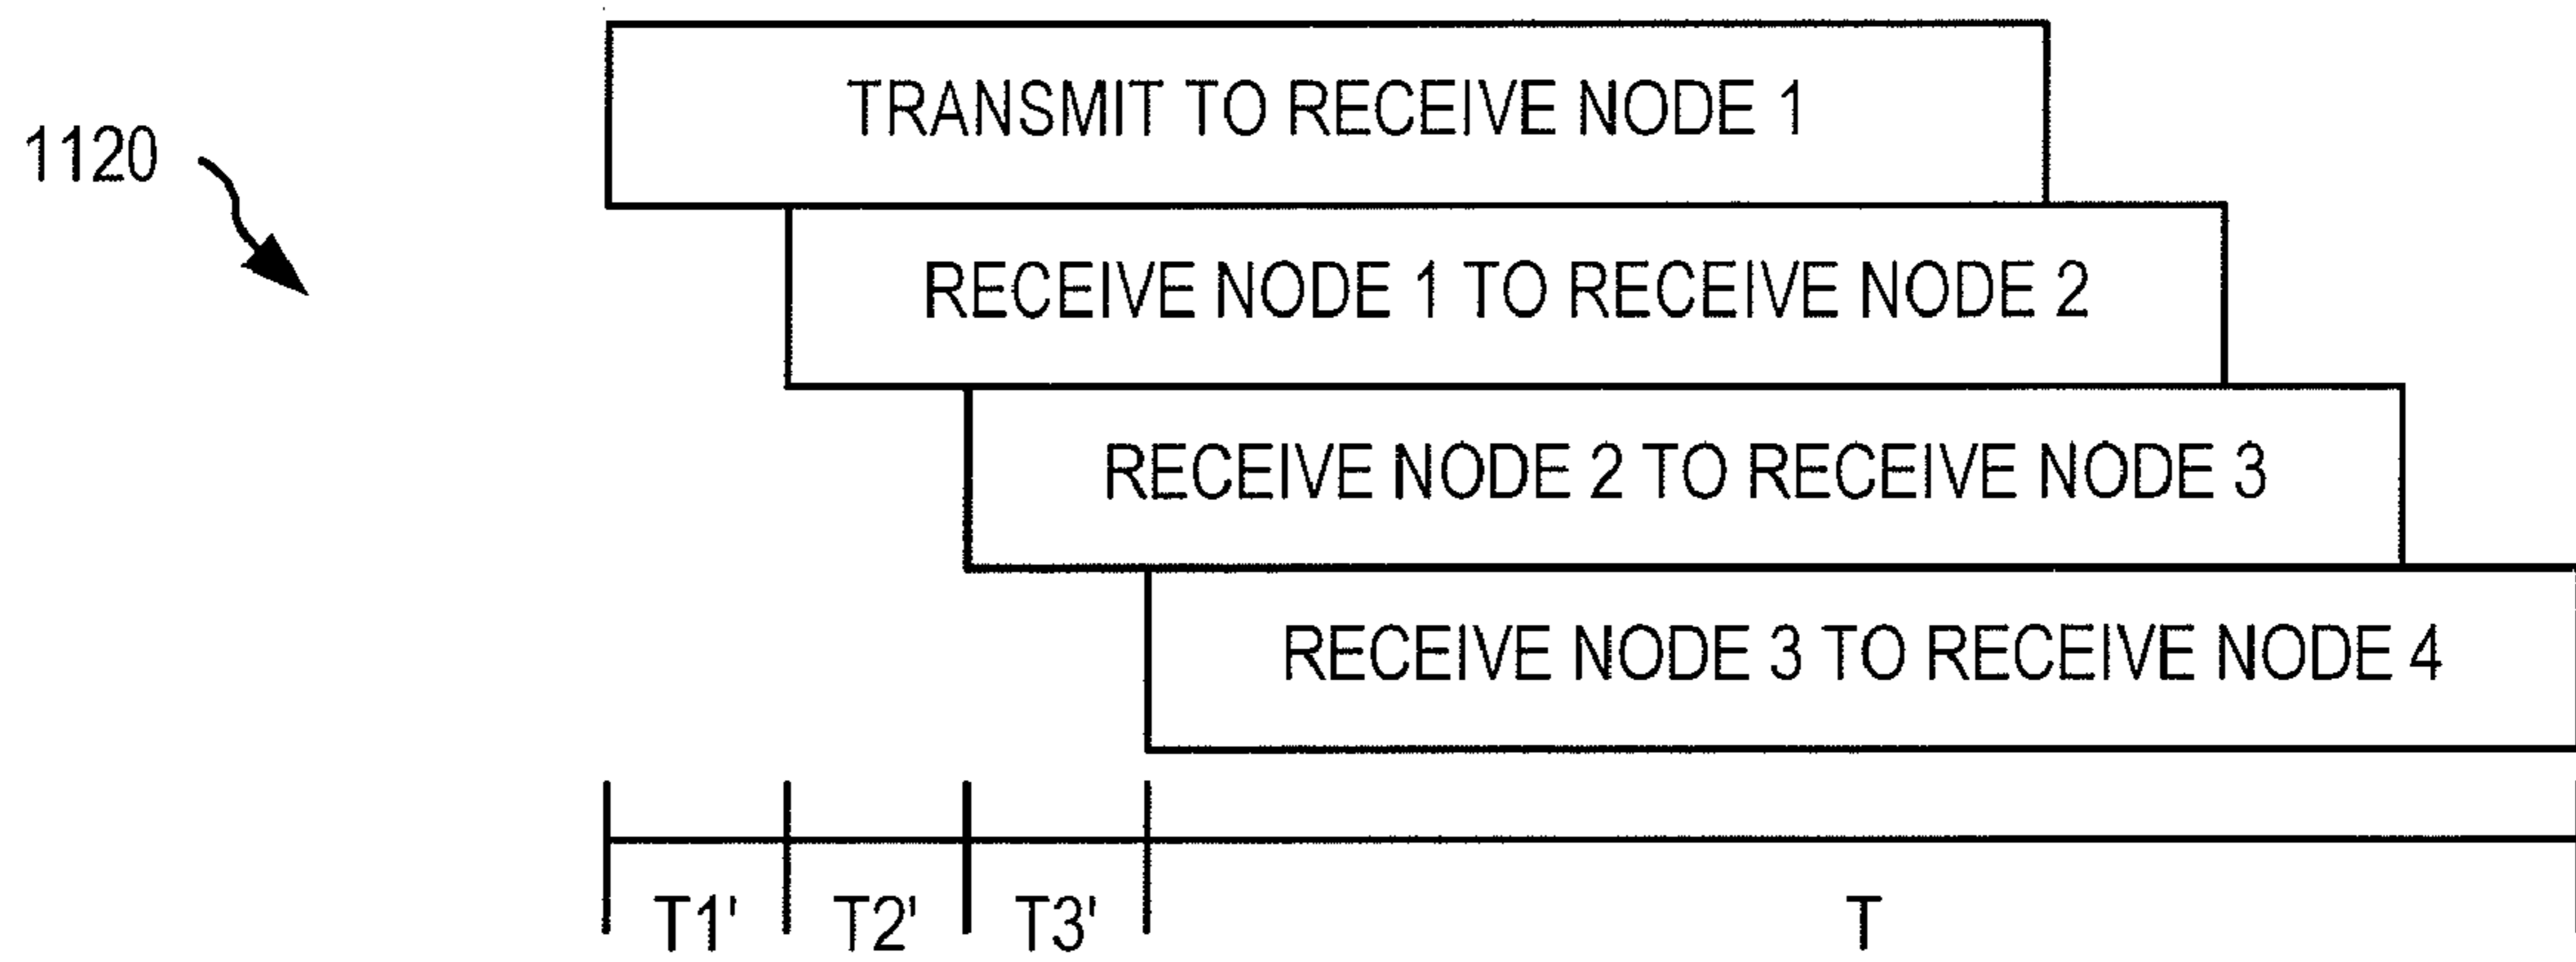 TRANSMIT TO RECEIVE NODE 1
1120
RECEIVE NODE 1 TO RECEIVE NODE 2
RECEIVE NODE 2 TO RECEIVE NODE 3
RECEIVE NODE 3 TO RECEIVE NODE 4
T1' T2' T3' T